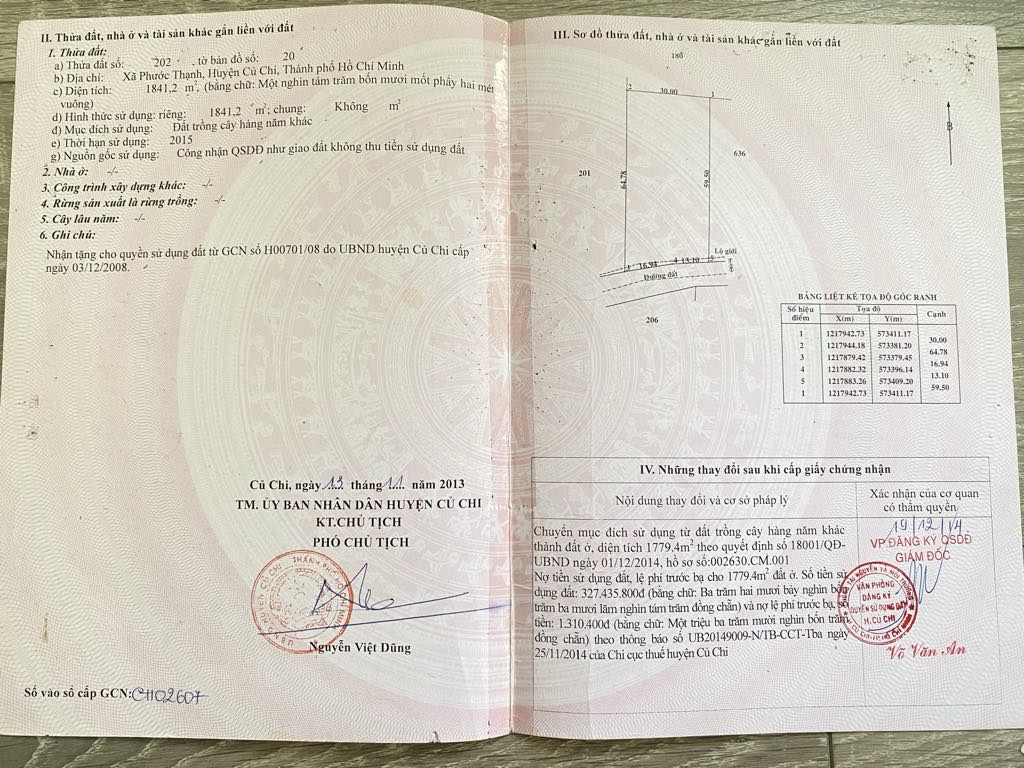 II. Thửa đất, nhà ở và tài sản khác gắn liền với đất
1. Thửa đất:
a) Thửa đất số: 202 , tờ bản đồ số: 20
b) Địa chỉ: Xã Phước Thạnh, Huyện Củ Chi, Thành phố Hồ Chí Minh
c) Diện tích: 1841,2 m², (bằng chữ: Một nghìn tám trăm bốn mươi mốt phẩy hai mét
vuông)
d) Hình thức sử dụng: riêng: 1841,2 m²; chung: Không m²
đ) Mục đích sử dụng: Đất trồng cây hàng năm khác
e) Thời hạn sử dụng: 2015
g) Nguồn gốc sử dụng: Công nhận QSDĐ như giao đất không thu tiền sử dụng đất
2. Nhà ở: -/-
3. Công trình xây dựng khác: -/-
4. Rừng sản xuất là rừng trồng: -/-
5. Cây lâu năm: -/-
6. Ghi chú:
Nhận tặng cho quyền sử dụng đất từ GCN số H00701/08 do UBND huyện Củ Chi cấp
ngày 03/12/2008.
Củ Chi, ngày 13 tháng 11 năm 2013
TM. ỦY BAN NHÂN DÂN HUYỆN CỦ CHI
KT.CHỦ TỊCH
PHÓ CHỦ TỊCH
Nguyễn Việt Dũng
Số vào sổ cấp GCN: CH02607
III. Sơ đồ thửa đất, nhà ở và tài sản khác gắn liền với đất
186
2 30.00 1
B
636
201
64.78
59.50
Lộ giới
3 16.94 4 13.10 5
Đường đất
206
BẢNG LIỆT KÊ TỌA ĐỘ GÓC RANH
Số hiệu điểm Tọa độ Cạnh
X(m) Y(m)
1 1217942.73 573411.17
30.00
2 1217944.18 573381.20
64.78
3 1217879.42 573379.45
16.94
4 1217882.32 573396.14
13.10
5 1217883.26 573409.20
59.50
1 1217942.73 573411.17
IV. Những thay đổi sau khi cấp giấy chứng nhận
Nội dung thay đổi và cơ sở pháp lý
Xác nhận của cơ quan
có thẩm quyền
Chuyển mục đích sử dụng từ đất trồng cây hàng năm khác
thành đất ở, diện tích 1779.4m² theo quyết định số 18001/QĐ-
UBND ngày 01/12/2014, hồ sơ số:002630.CM.001
Nợ tiền sử dụng đất, lệ phí trước bạ cho 1779.4m² đất ở. Số tiền sử
dụng đất: 327.435.800đ (bằng chữ: Ba trăm hai mươi bảy nghìn bốn
trăm ba mươi lăm nghìn tám trăm đồng chẵn) và nợ lệ phí trước bạ, số
tiền: 1.310.400đ (bằng chữ: Một triệu ba trăm mười nghìn bốn trăm
đồng chẵn) theo thông báo số UB20149009-N/TB-CCT-Tba ngày
25/11/2014 của Chi cục thuế huyện Củ Chi
19/12/14
VP.ĐĂNG KÝ QSDĐ
GIÁM ĐỐC
VĂN PHÒNG
ĐĂNG KÝ
QUYỀN SỬ DỤNG ĐẤT
H.CỦ CHI
Võ Văn An